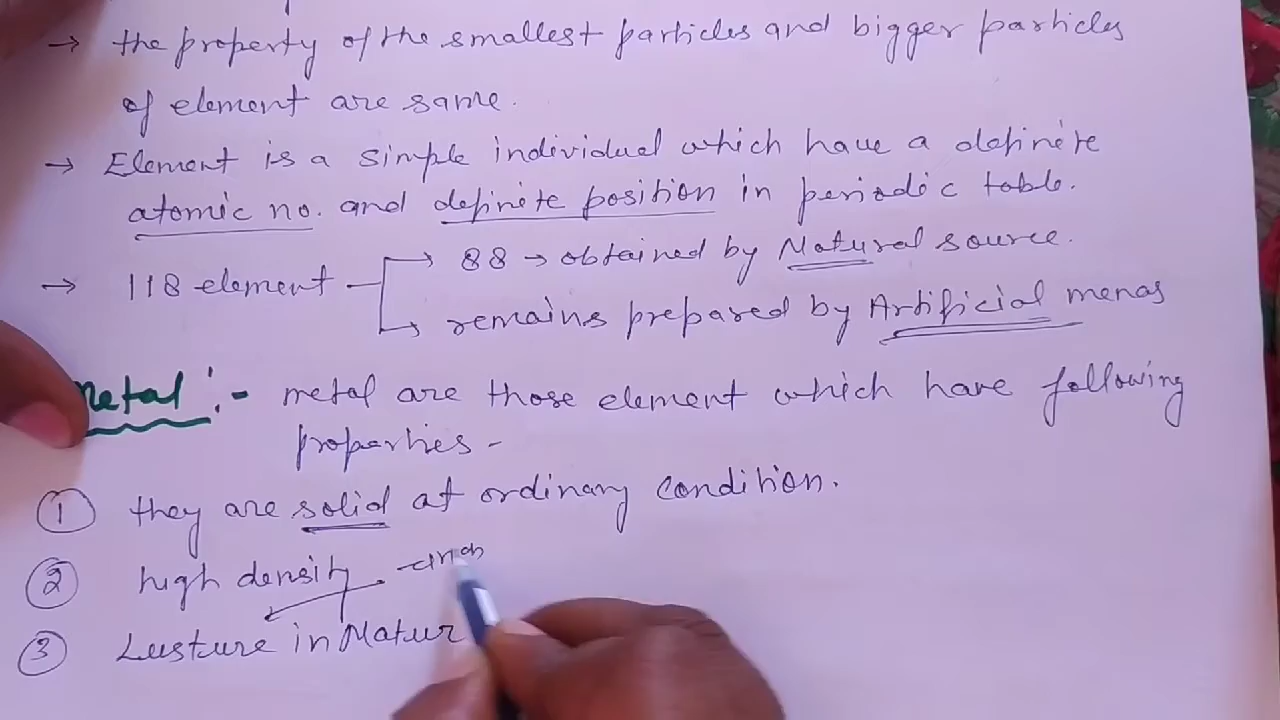 → the property of the smallest particles and bigger particles
of element are same.
→ Element is a simple individual which have a definite
atomic no. and definite position in periodic table.
→ 118 element → 88 → obtained by Natural source.
→ remains prepared by Artificial menas
metal :- metal are those element which have following
properties -
① they are solid at ordinary condition.
② high density.
③ Lusture in Natur